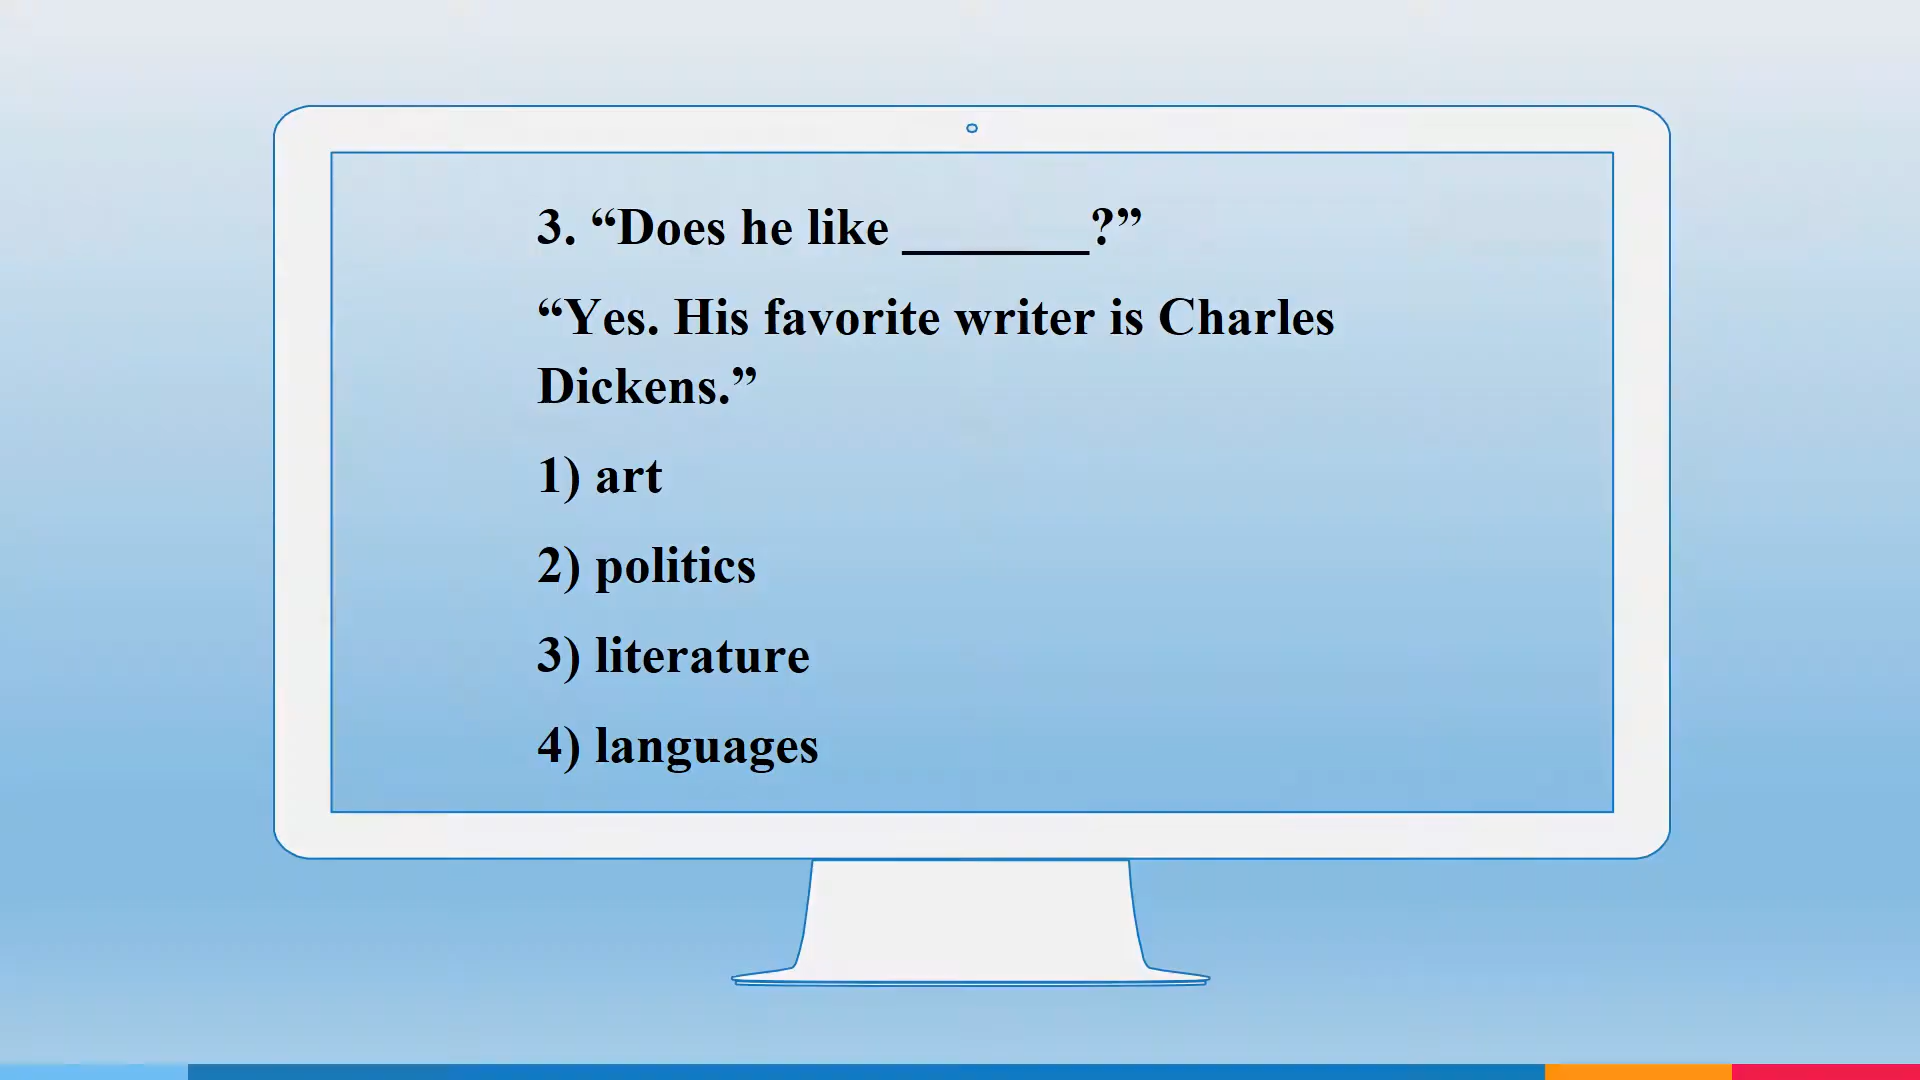 3. “Does he like _______?”
“Yes. His favorite writer is Charles
Dickens.”
1) art
2) politics
3) literature
4) languages